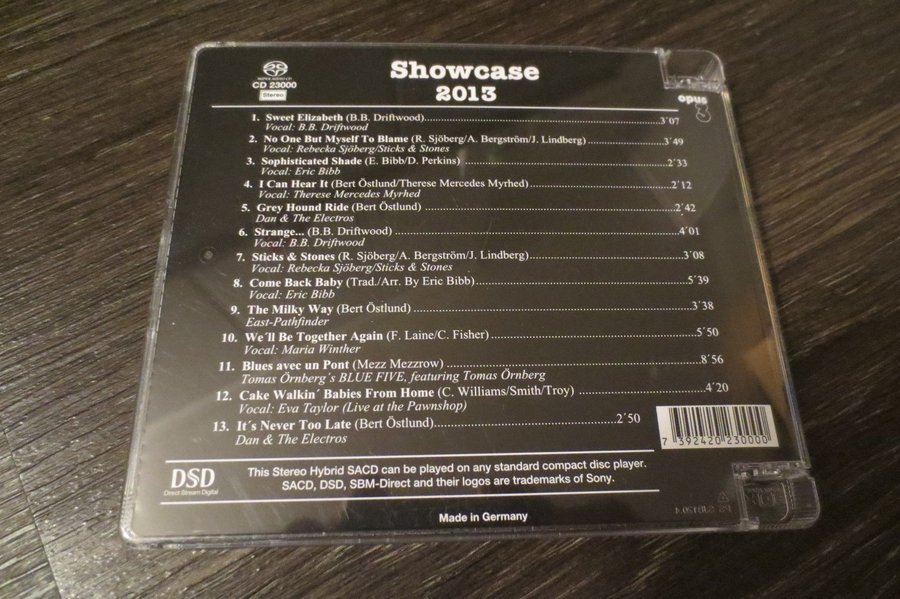 Showcase
2013
SUPER AUDIO CD
CD 23000
Stereo
opus 3
1. Sweet Elizabeth (B.B. Driftwood) 3´07
Vocal: B.B. Driftwood
2. No One But Myself To Blame (R. Sjöberg/A. Bergström/J. Lindberg) 3´49
Vocal: Rebecka Sjöberg/Sticks & Stones
3. Sophisticated Shade (E. Bibb/D. Perkins) 2´33
Vocal: Eric Bibb
4. I Can Hear It (Bert Östlund/Therese Mercedes Myrhed) 2´12
Vocal: Therese Mercedes Myrhed
5. Grey Hound Ride (Bert Östlund) 2´42
Dan & The Electros
6. Strange... (B.B. Driftwood) 4´01
Vocal: B.B. Driftwood
7. Sticks & Stones (R. Sjöberg/A. Bergström/J. Lindberg) 3´08
Vocal: Rebecka Sjöberg/Sticks & Stones
8. Come Back Baby (Trad./Arr. By Eric Bibb) 5´39
Vocal: Eric Bibb
9. The Milky Way (Bert Östlund) 3´38
East-Pathfinder
10. We´ll Be Together Again (F. Laine/C. Fisher) 5´50
Vocal: Maria Winther
11. Blues avec un Pont (Mezz Mezzrow) 8´56
Tomas Örnberg´s BLUE FIVE, featuring Tomas Örnberg
12. Cake Walkin´ Babies From Home (C. Williams/Smith/Troy) 4´20
Vocal: Eva Taylor (Live at the Pawnshop)
13. It´s Never Too Late (Bert Östlund) 2´50
Dan & The Electros
7 392420 230000
DSD
Direct Stream Digital
This Stereo Hybrid SACD can be played on any standard compact disc player.
SACD, DSD, SBM-Direct and their logos are trademarks of Sony.
Made in Germany